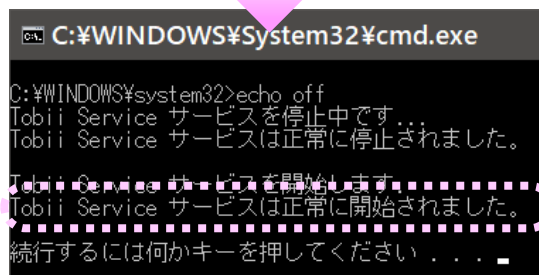 C:¥WINDOWS¥System32¥cmd.exe
C:¥WINDOWS¥system32>echo off
Tobii Service サービスを停止中です...
Tobii Service サービスは正常に停止されました。
Tobii Service サービスを開始します.
Tobii Service サービスは正常に開始されました。
続行するには何かキーを押してください . . .